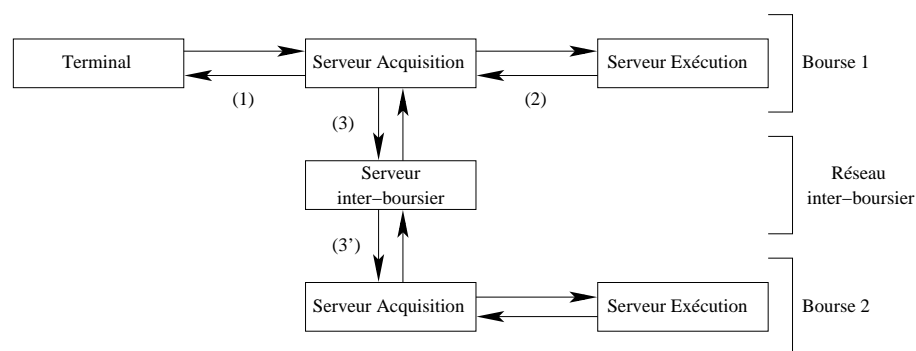 Terminal
Serveur Acquisition
Serveur Exécution
Bourse 1
(1)
(2)
(3)
Serveur
inter−boursier
Réseau
inter−boursier
(3')
Serveur Acquisition
Serveur Exécution
Bourse 2